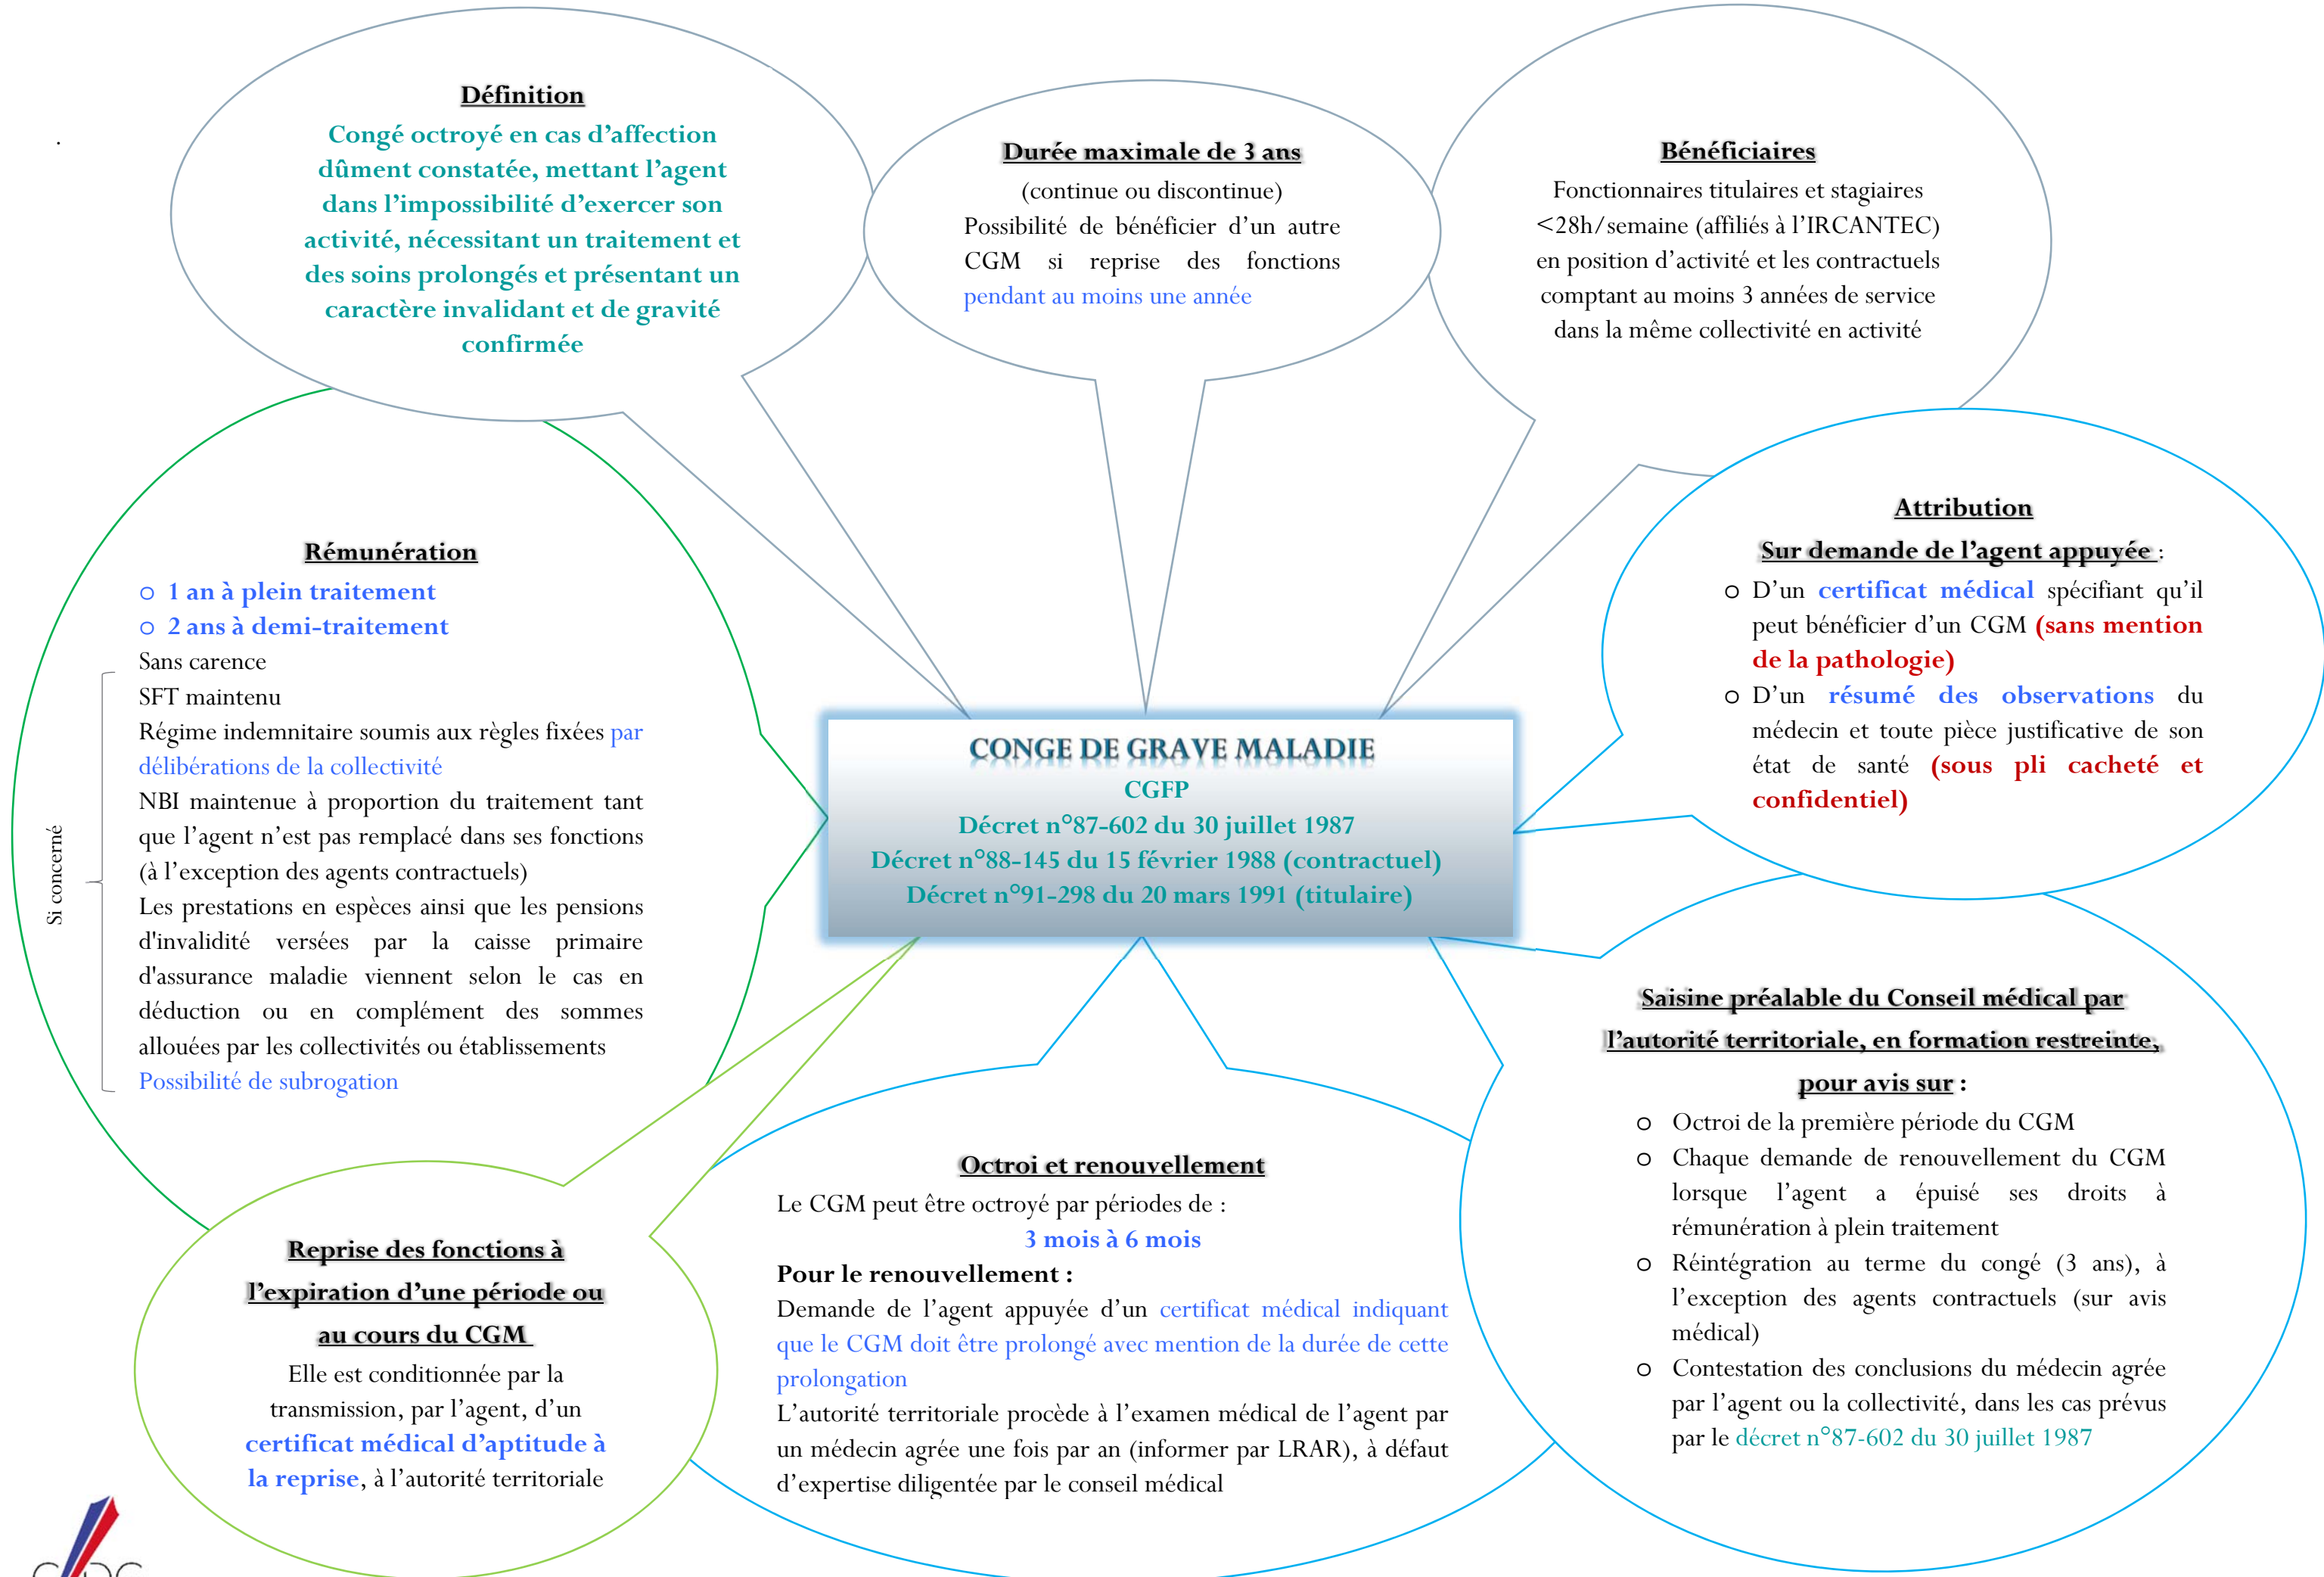 Définition
Congé octroyé en cas d’affection
dûment constatée, mettant l’agent
dans l’impossibilité d’exercer son
activité, nécessitant un traitement et
des soins prolongés et présentant un
caractère invalidant et de gravité
confirmée
.
Durée maximale de 3 ans
(continue ou discontinue)
Possibilité de bénéficier d’un autre
CGM si reprise des fonctions
pendant au moins une année
Bénéficiaires
Fonctionnaires titulaires et stagiaires
<28h/semaine (affiliés à l’IRCANTEC)
en position d’activité et les contractuels
comptant au moins 3 années de service
dans la même collectivité en activité
Attribution
Sur demande de l’agent appuyée :
o D’un certificat médical spécifiant qu’il
peut bénéficier d’un CGM (sans mention
de la pathologie)
o D’un résumé des observations du
médecin et toute pièce justificative de son
état de santé (sous pli cacheté et
confidentiel)
Rémunération
o 1 an à plein traitement
o 2 ans à demi-traitement
Sans carence
SFT maintenu
Régime indemnitaire soumis aux règles fixées par
délibérations de la collectivité
NBI maintenue à proportion du traitement tant
que l’agent n’est pas remplacé dans ses fonctions
(à l’exception des agents contractuels)
Les prestations en espèces ainsi que les pensions
d'invalidité versées par la caisse primaire
d'assurance maladie viennent selon le cas en
déduction ou en complément des sommes
allouées par les collectivités ou établissements
Possibilité de subrogation
Si concerné
CONGE DE GRAVE MALADIE
CGFP
Décret n°87-602 du 30 juillet 1987
Décret n°88-145 du 15 février 1988 (contractuel)
Décret n°91-298 du 20 mars 1991 (titulaire)
Saisine préalable du Conseil médical par
l’autorité territoriale, en formation restreinte,
pour avis sur :
o Octroi de la première période du CGM
o Chaque demande de renouvellement du CGM
lorsque l’agent a épuisé ses droits à
rémunération à plein traitement
o Réintégration au terme du congé (3 ans), à
l’exception des agents contractuels (sur avis
médical)
o Contestation des conclusions du médecin agrée
par l’agent ou la collectivité, dans les cas prévus
par le décret n°87-602 du 30 juillet 1987
Octroi et renouvellement
Le CGM peut être octroyé par périodes de :
3 mois à 6 mois
Pour le renouvellement :
Demande de l’agent appuyée d’un certificat médical indiquant
que le CGM doit être prolongé avec mention de la durée de cette
prolongation
L’autorité territoriale procède à l’examen médical de l’agent par
un médecin agrée une fois par an (informer par LRAR), à défaut
d’expertise diligentée par le conseil médical
Reprise des fonctions à
l’expiration d’une période ou
au cours du CGM
Elle est conditionnée par la
transmission, par l’agent, d’un
certificat médical d’aptitude à
la reprise, à l’autorité territoriale